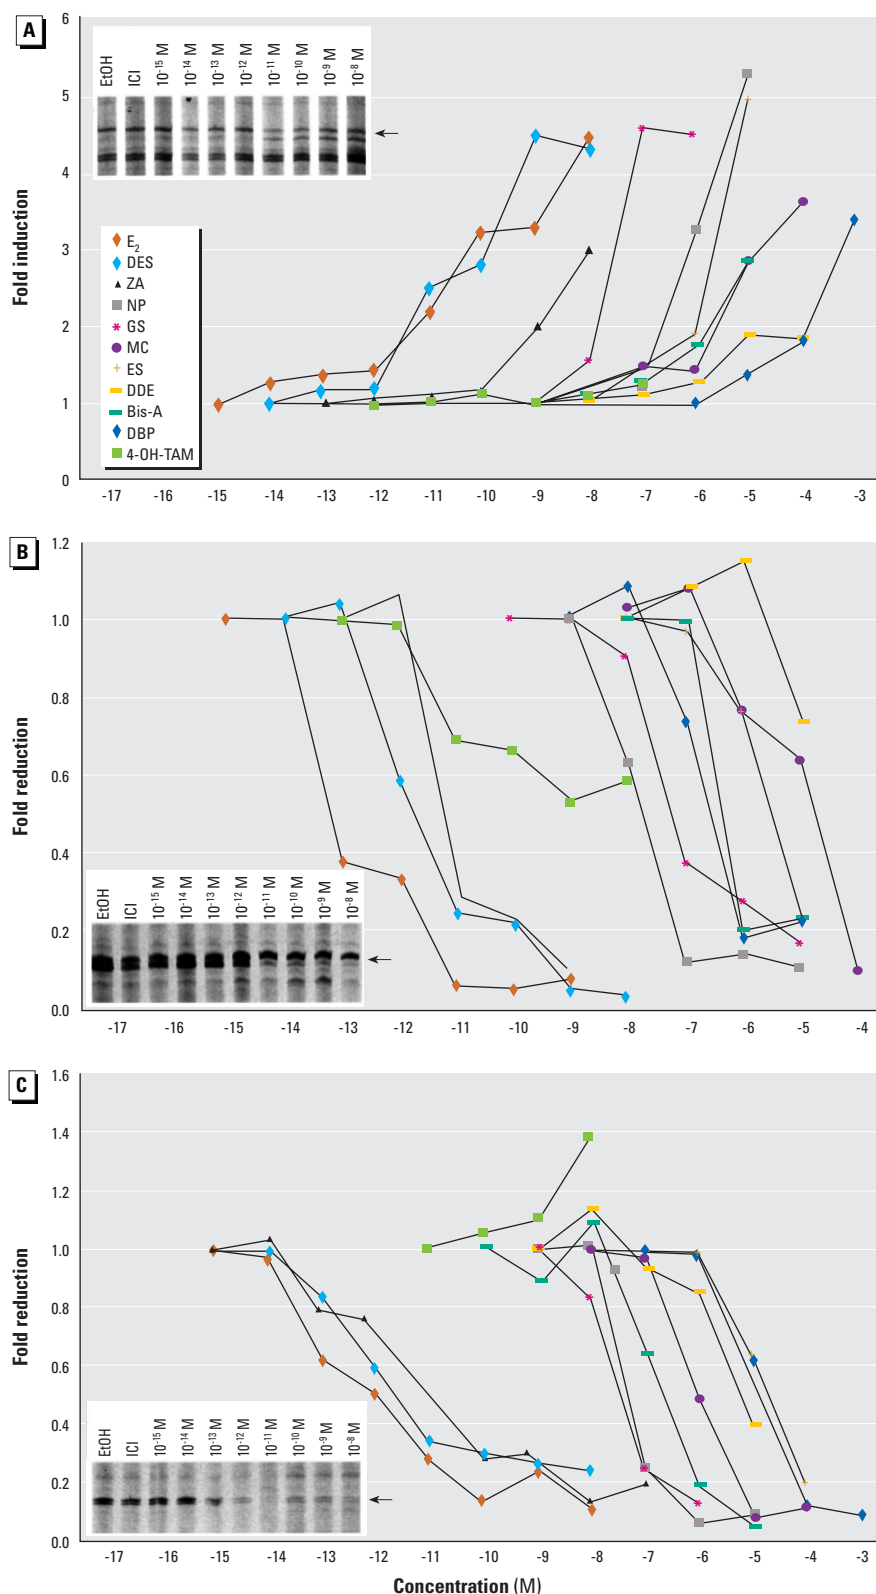 A
6
5
4
3
2
1
0
Fold induction
EtOH
ICI
10⁻¹⁵ M
10⁻¹⁴ M
10⁻¹³ M
10⁻¹² M
10⁻¹¹ M
10⁻¹⁰ M
10⁻⁹ M
10⁻⁸ M
E₂
DES
ZA
NP
GS
MC
ES
DDE
Bis-A
DBP
4-OH-TAM
-17 -16 -15 -14 -13 -12 -11 -10 -9 -8 -7 -6 -5 -4 -3
B
1.2
1.0
0.8
0.6
0.4
0.2
0.0
Fold reduction
EtOH
ICI
10⁻¹⁵ M
10⁻¹⁴ M
10⁻¹³ M
10⁻¹² M
10⁻¹¹ M
10⁻¹⁰ M
10⁻⁹ M
10⁻⁸ M
-17 -16 -15 -14 -13 -12 -11 -10 -9 -8 -7 -6 -5 -4
C
1.6
1.4
1.2
1.0
0.8
0.6
0.4
0.2
0.0
Fold reduction
EtOH
ICI
10⁻¹⁵ M
10⁻¹⁴ M
10⁻¹³ M
10⁻¹² M
10⁻¹¹ M
10⁻¹⁰ M
10⁻⁹ M
10⁻⁸ M
-17 -16 -15 -14 -13 -12 -11 -10 -9 -8 -7 -6 -5 -4 -3
Concentration (M)